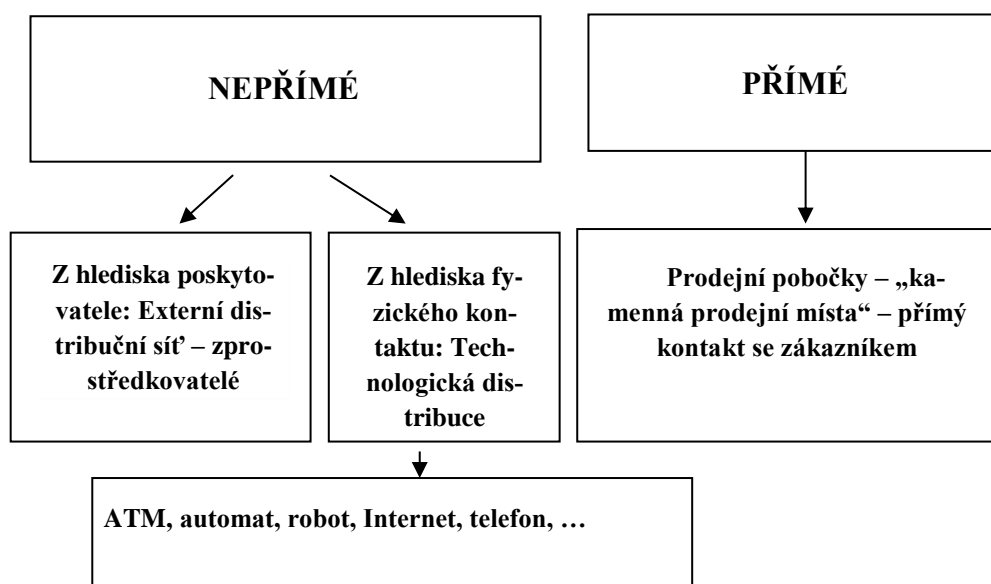 NEPŘÍMÉ
PŘÍMÉ
Z hlediska poskyto-
vatele: Externí dis-
tribuční síť – zpro-
středkovatelé
Z hlediska fy-
zického kon-
taktu: Tech-
nologická dis-
tribuce
Prodejní pobočky – „ka-
menná prodejní místa“ – přímý
kontakt se zákazníkem
ATM, automat, robot, Internet, telefon, …